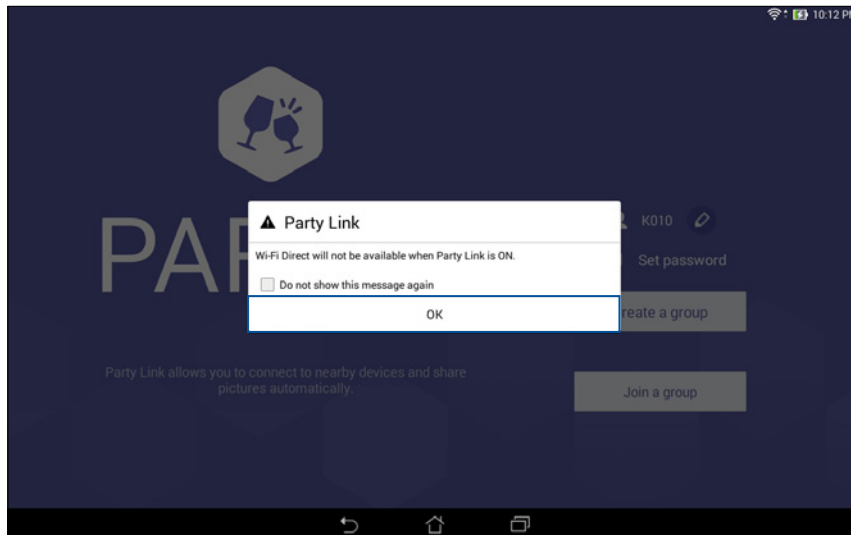 10:12 PM
Party Link
Wi-Fi Direct will not be available when Party Link is ON.
Do not show this message again
OK
PA
K010
Set password
reate a group
Party Link allows you to connect to nearby devices and share
pictures automatically.
Join a group